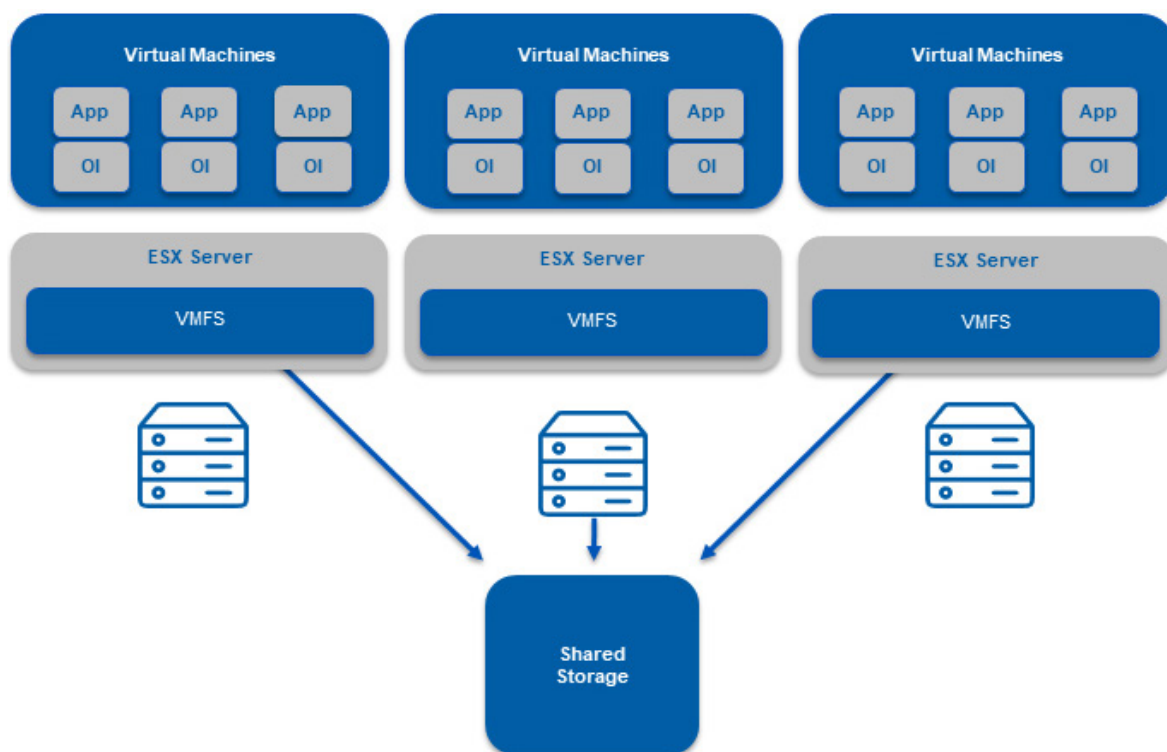 Virtual Machines
App App App
OI OI OI
Virtual Machines
App App App
OI OI OI
Virtual Machines
App App App
OI OI OI
ESX Server
VMFS
ESX Server
VMFS
ESX Server
VMFS
Shared
Storage